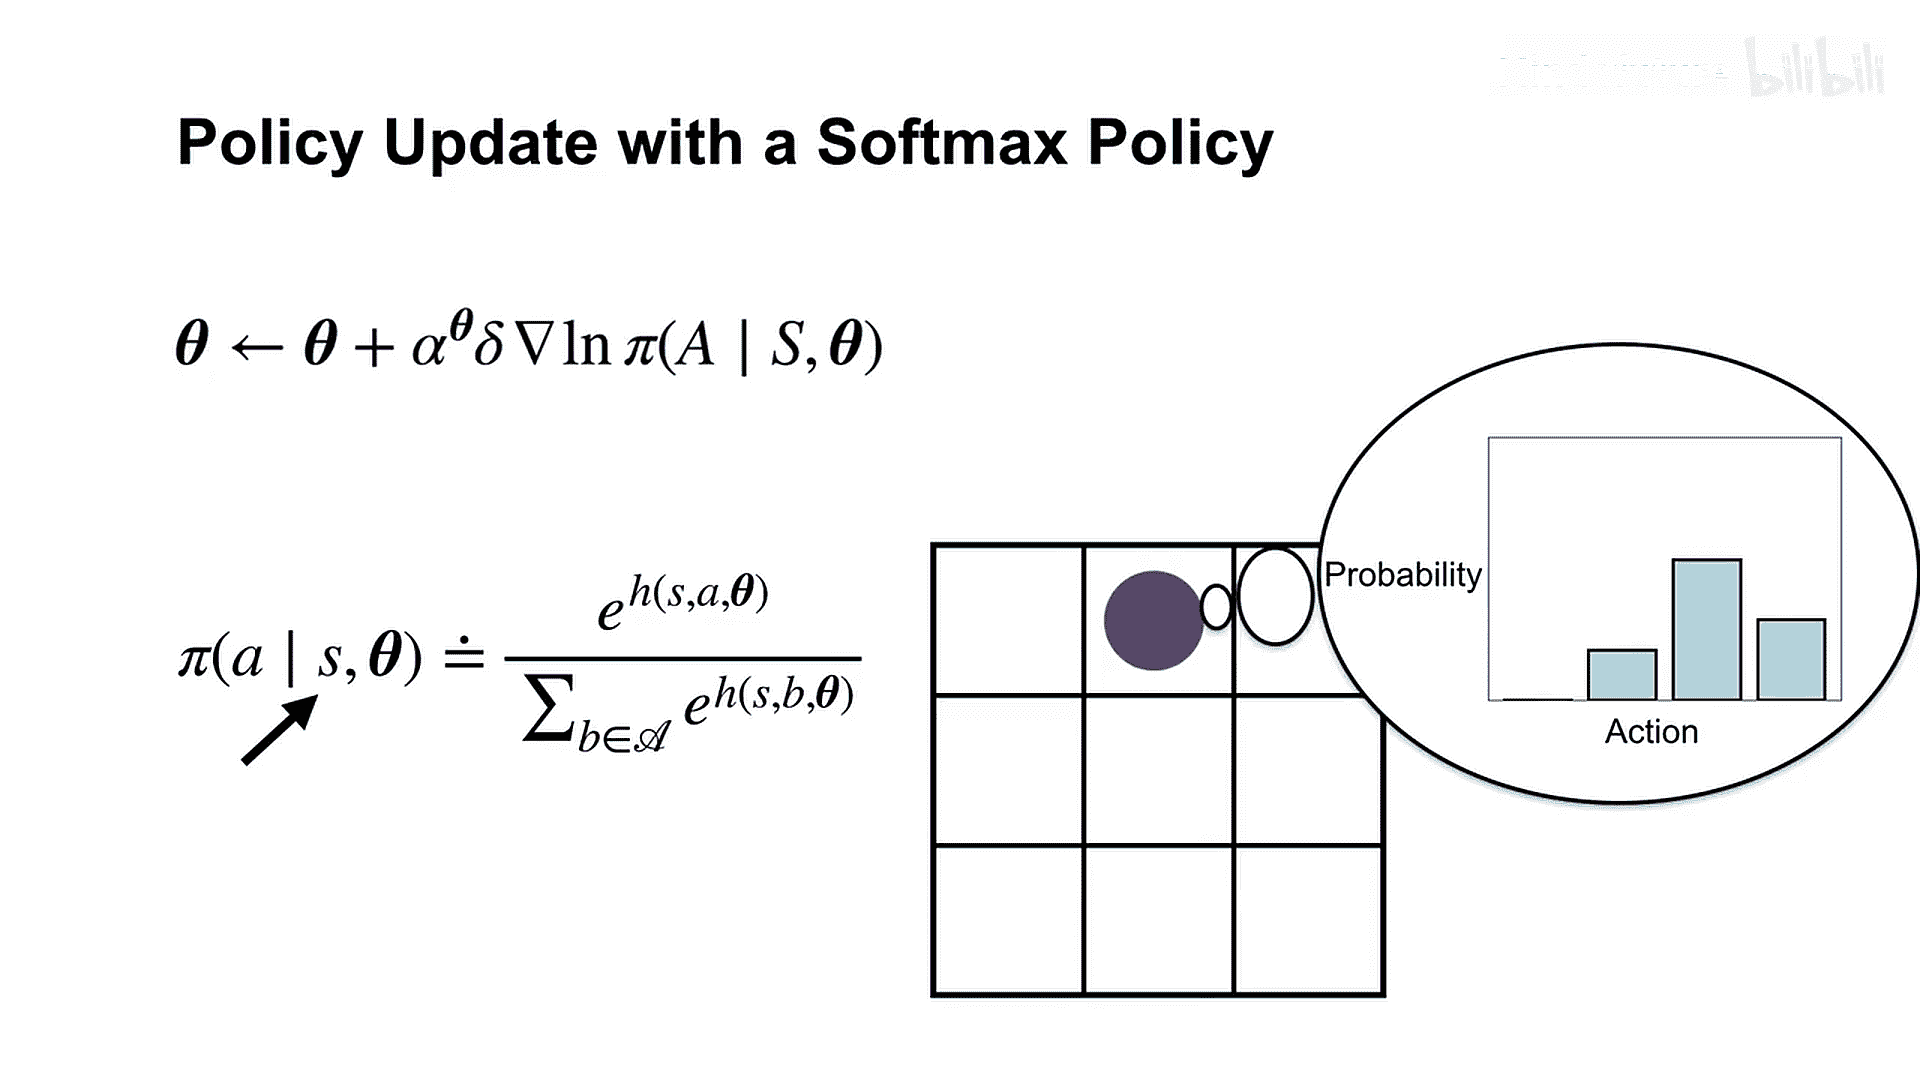 bilibili
Policy Update with a Softmax Policy
θ ← θ + α^θ δ∇ln π(A | S, θ)
π(a | s, θ) ≐ e^{h(s,a,θ)} / ∑_{b∈𝒜} e^{h(s,b,θ)}
Probability
Action